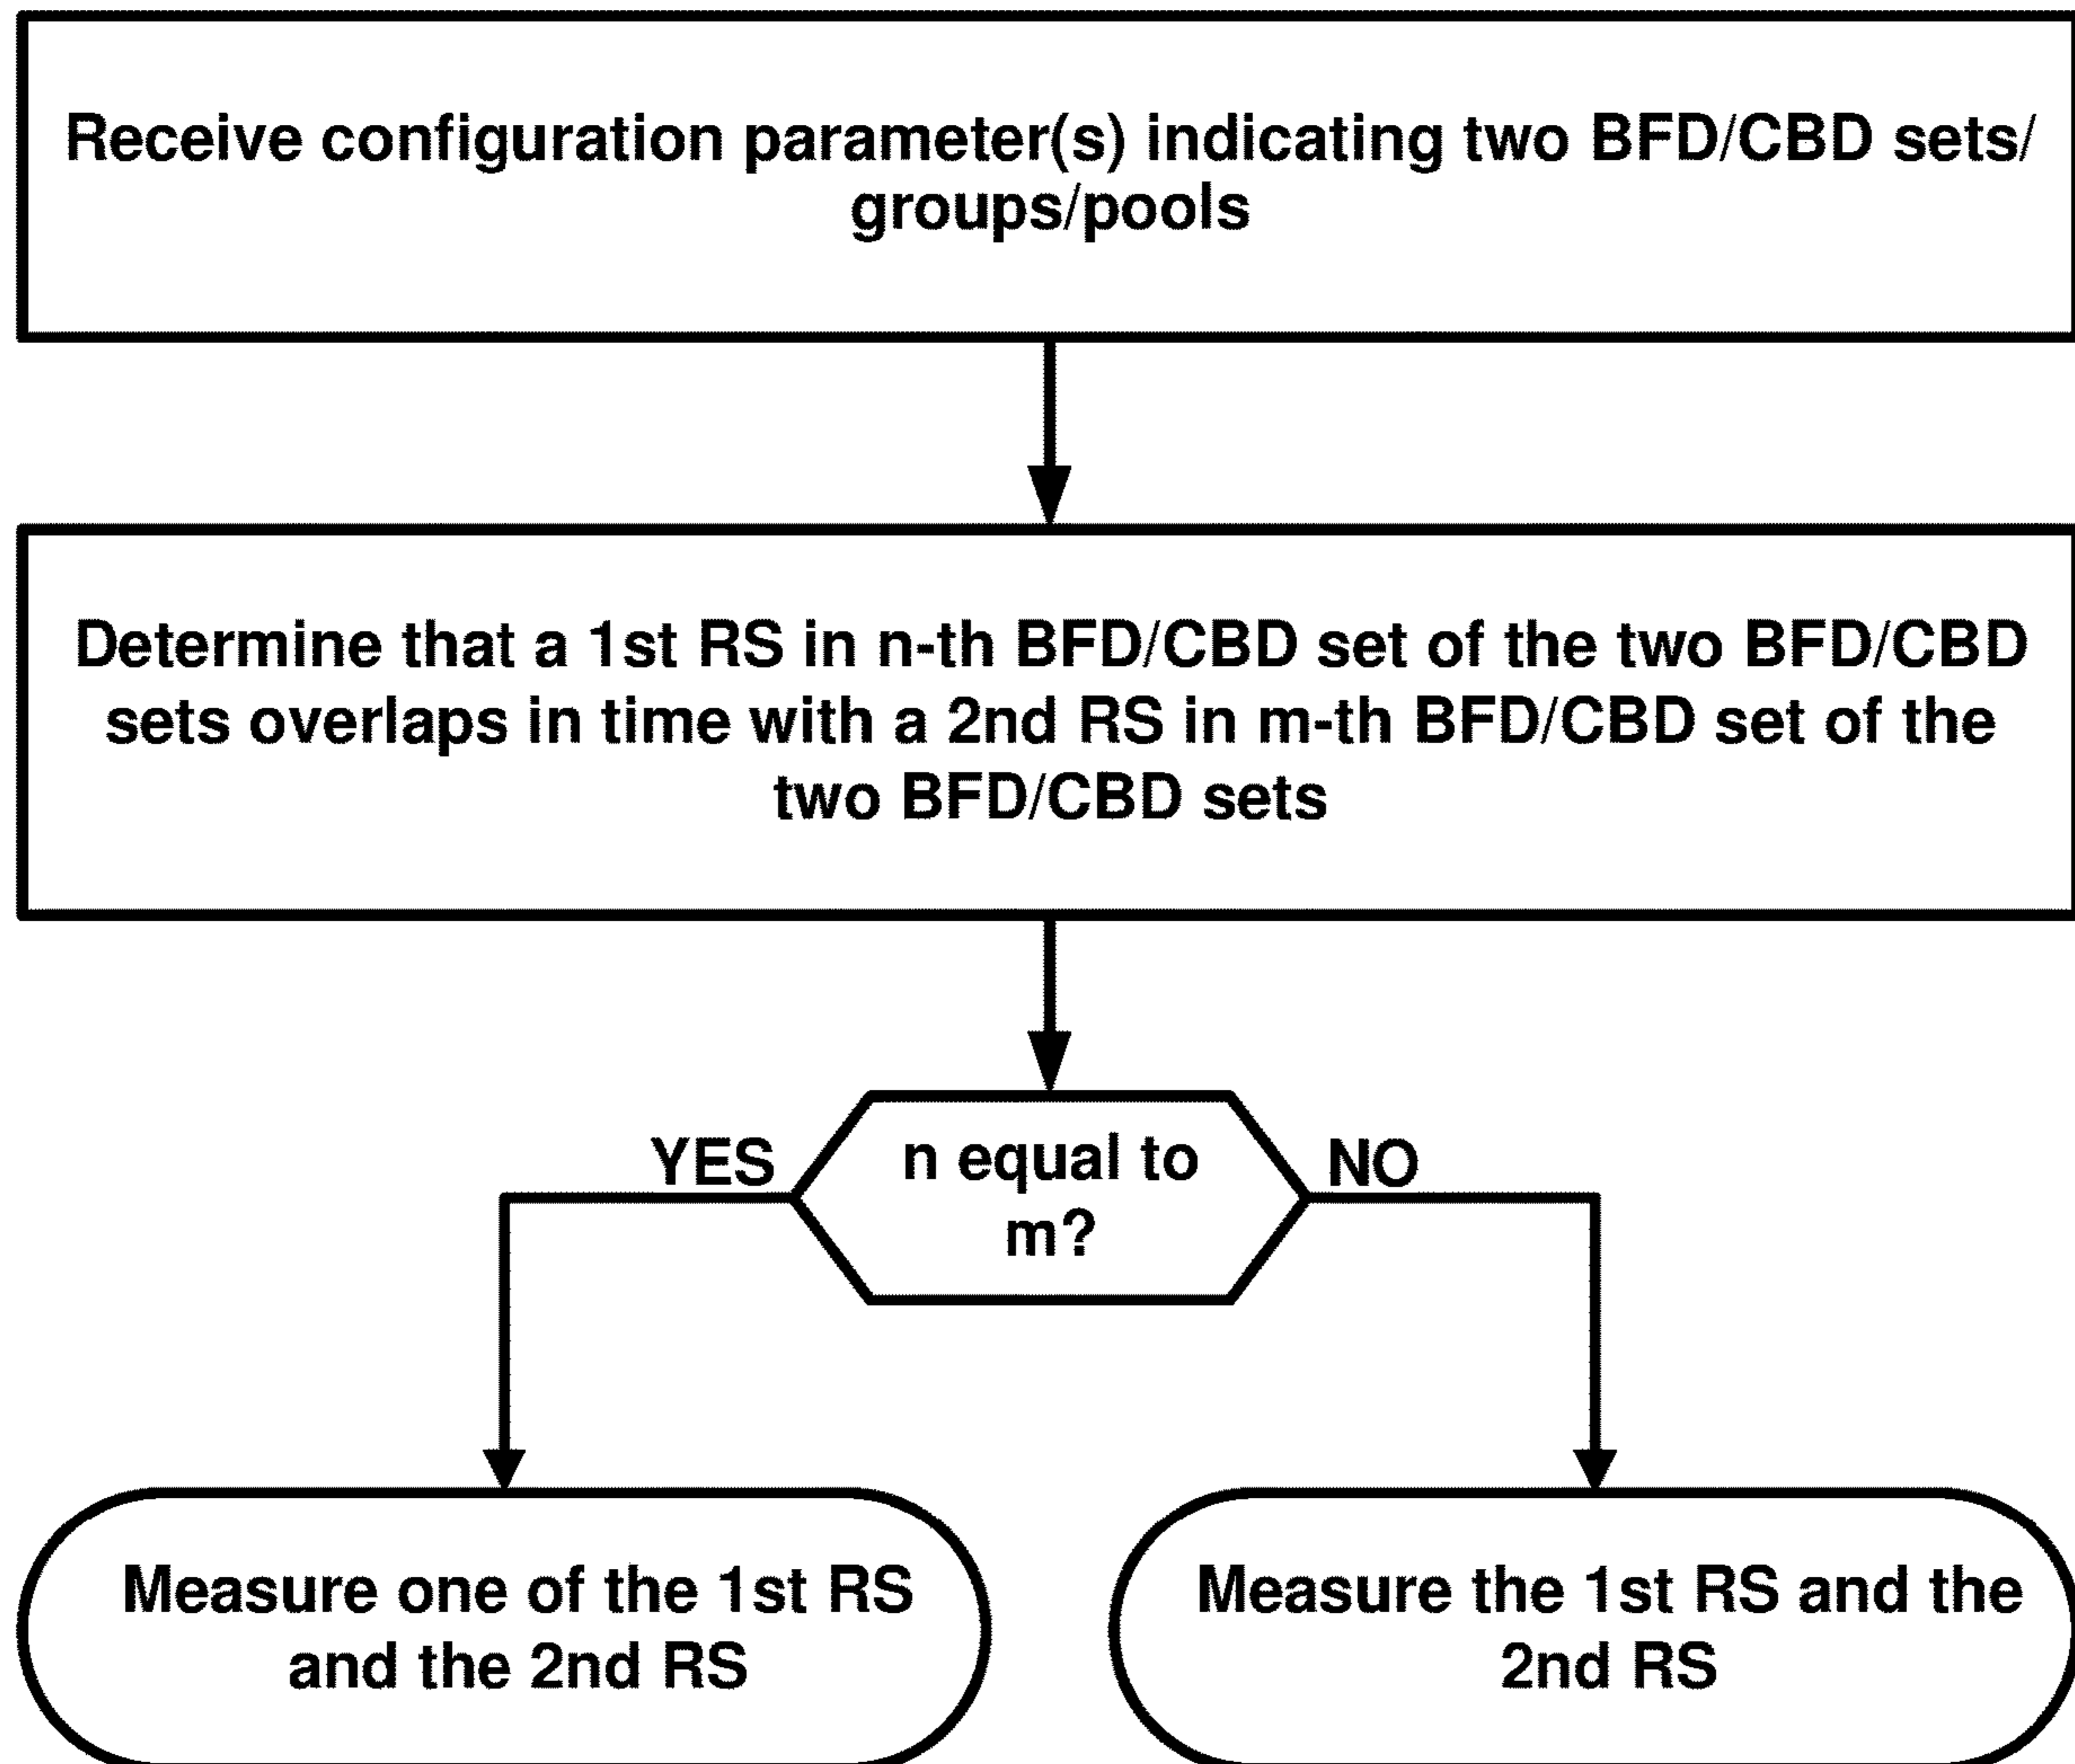 Receive configuration parameter(s) indicating two BFD/CBD sets/
groups/pools
Determine that a 1st RS in n-th BFD/CBD set of the two BFD/CBD
sets overlaps in time with a 2nd RS in m-th BFD/CBD set of the
two BFD/CBD sets
n equal to
m?
YES
NO
Measure one of the 1st RS
and the 2nd RS
Measure the 1st RS and the
2nd RS